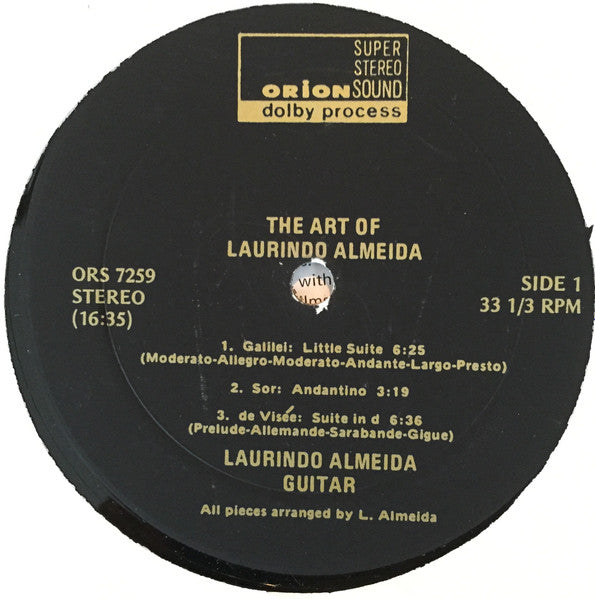 SUPER
STEREO
ORION SOUND
dolby process
THE ART OF
LAURINDO ALMEIDA
with
ORS 7259
STEREO
(16:35)
SIDE 1
33 1/3 RPM
1. Galilei: Little Suite 6:25
(Moderato-Allegro-Moderato-Andante-Largo-Presto)
2. Sor: Andantino 3:19
3. de Visée: Suite in d 6:36
(Prelude-Allemande-Sarabande-Gigue)
LAURINDO ALMEIDA
GUITAR
All pieces arranged by L. Almeida